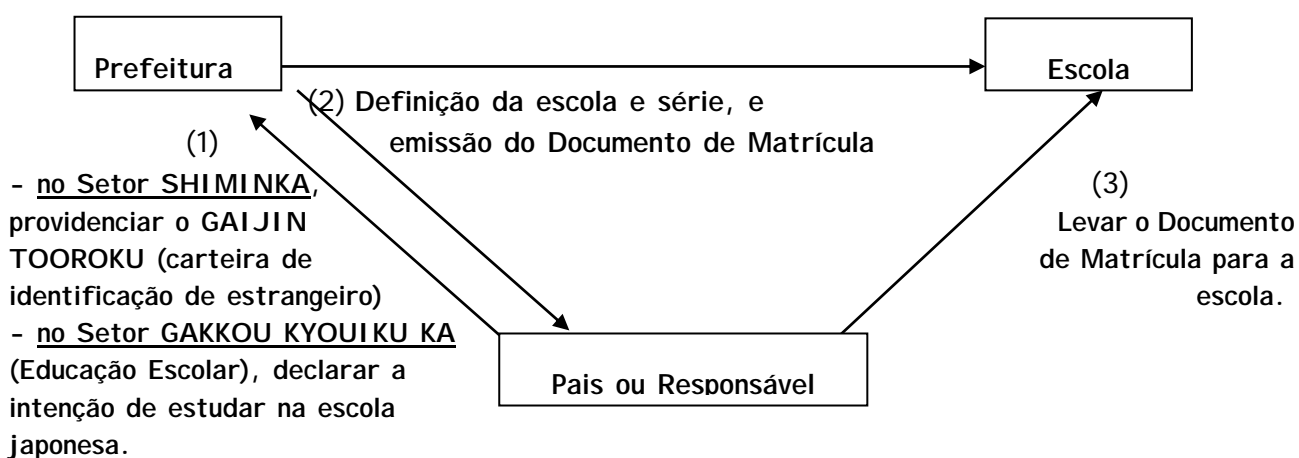 Prefeitura
Escola
(2) Definição da escola e série, e
emissão do Documento de Matrícula
(1)
- no Setor SHIMINKA,
providenciar o GAIJIN
TOOROKU (carteira de
identificação de estrangeiro)
- no Setor GAKKOU KYOUIKU KA
(Educação Escolar), declarar a
intenção de estudar na escola
japonesa.
(3)
Levar o Documento
de Matrícula para a
escola.
Pais ou Responsável